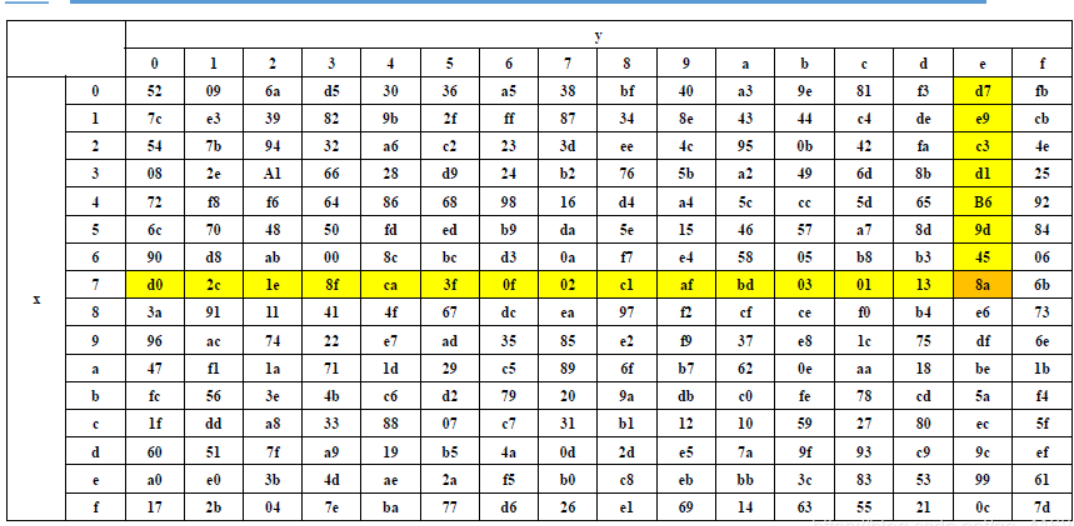 y
0 1 2 3 4 5 6 7 8 9 a b c d e f
0 52 09 6a d5 30 36 a5 38 bf 40 a3 9e 81 f3 d7 fb
1 7c e3 39 82 9b 2f ff 87 34 8e 43 44 c4 de e9 cb
2 54 7b 94 32 a6 c2 23 3d ee 4c 95 0b 42 fa c3 4e
3 08 2e A1 66 28 d9 24 b2 76 5b a2 49 6d 8b d1 25
4 72 f8 f6 64 86 68 98 16 d4 a4 5c cc 5d 65 B6 92
5 6c 70 48 50 fd ed b9 da 5e 15 46 57 a7 8d 9d 84
6 90 d8 ab 00 8c bc d3 0a f7 e4 58 05 b8 b3 45 06
x 7 d0 2c 1e 8f ca 3f 0f 02 c1 af bd 03 01 13 8a 6b
8 3a 91 11 41 4f 67 dc ea 97 f2 cf ce f0 b4 e6 73
9 96 ac 74 22 e7 ad 35 85 e2 f9 37 e8 1c 75 df 6e
a 47 f1 1a 71 1d 29 c5 89 6f b7 62 0e aa 18 be 1b
b fc 56 3e 4b c6 d2 79 20 9a db c0 fe 78 cd 5a f4
c 1f dd a8 33 88 07 c7 31 b1 12 10 59 27 80 ec 5f
d 60 51 7f a9 19 b5 4a 0d 2d e5 7a 9f 93 c9 9c ef
e a0 e0 3b 4d ae 2a f5 b0 c8 eb bb 3c 83 53 99 61
f 17 2b 04 7e ba 77 d6 26 e1 69 14 63 55 21 0c 7d